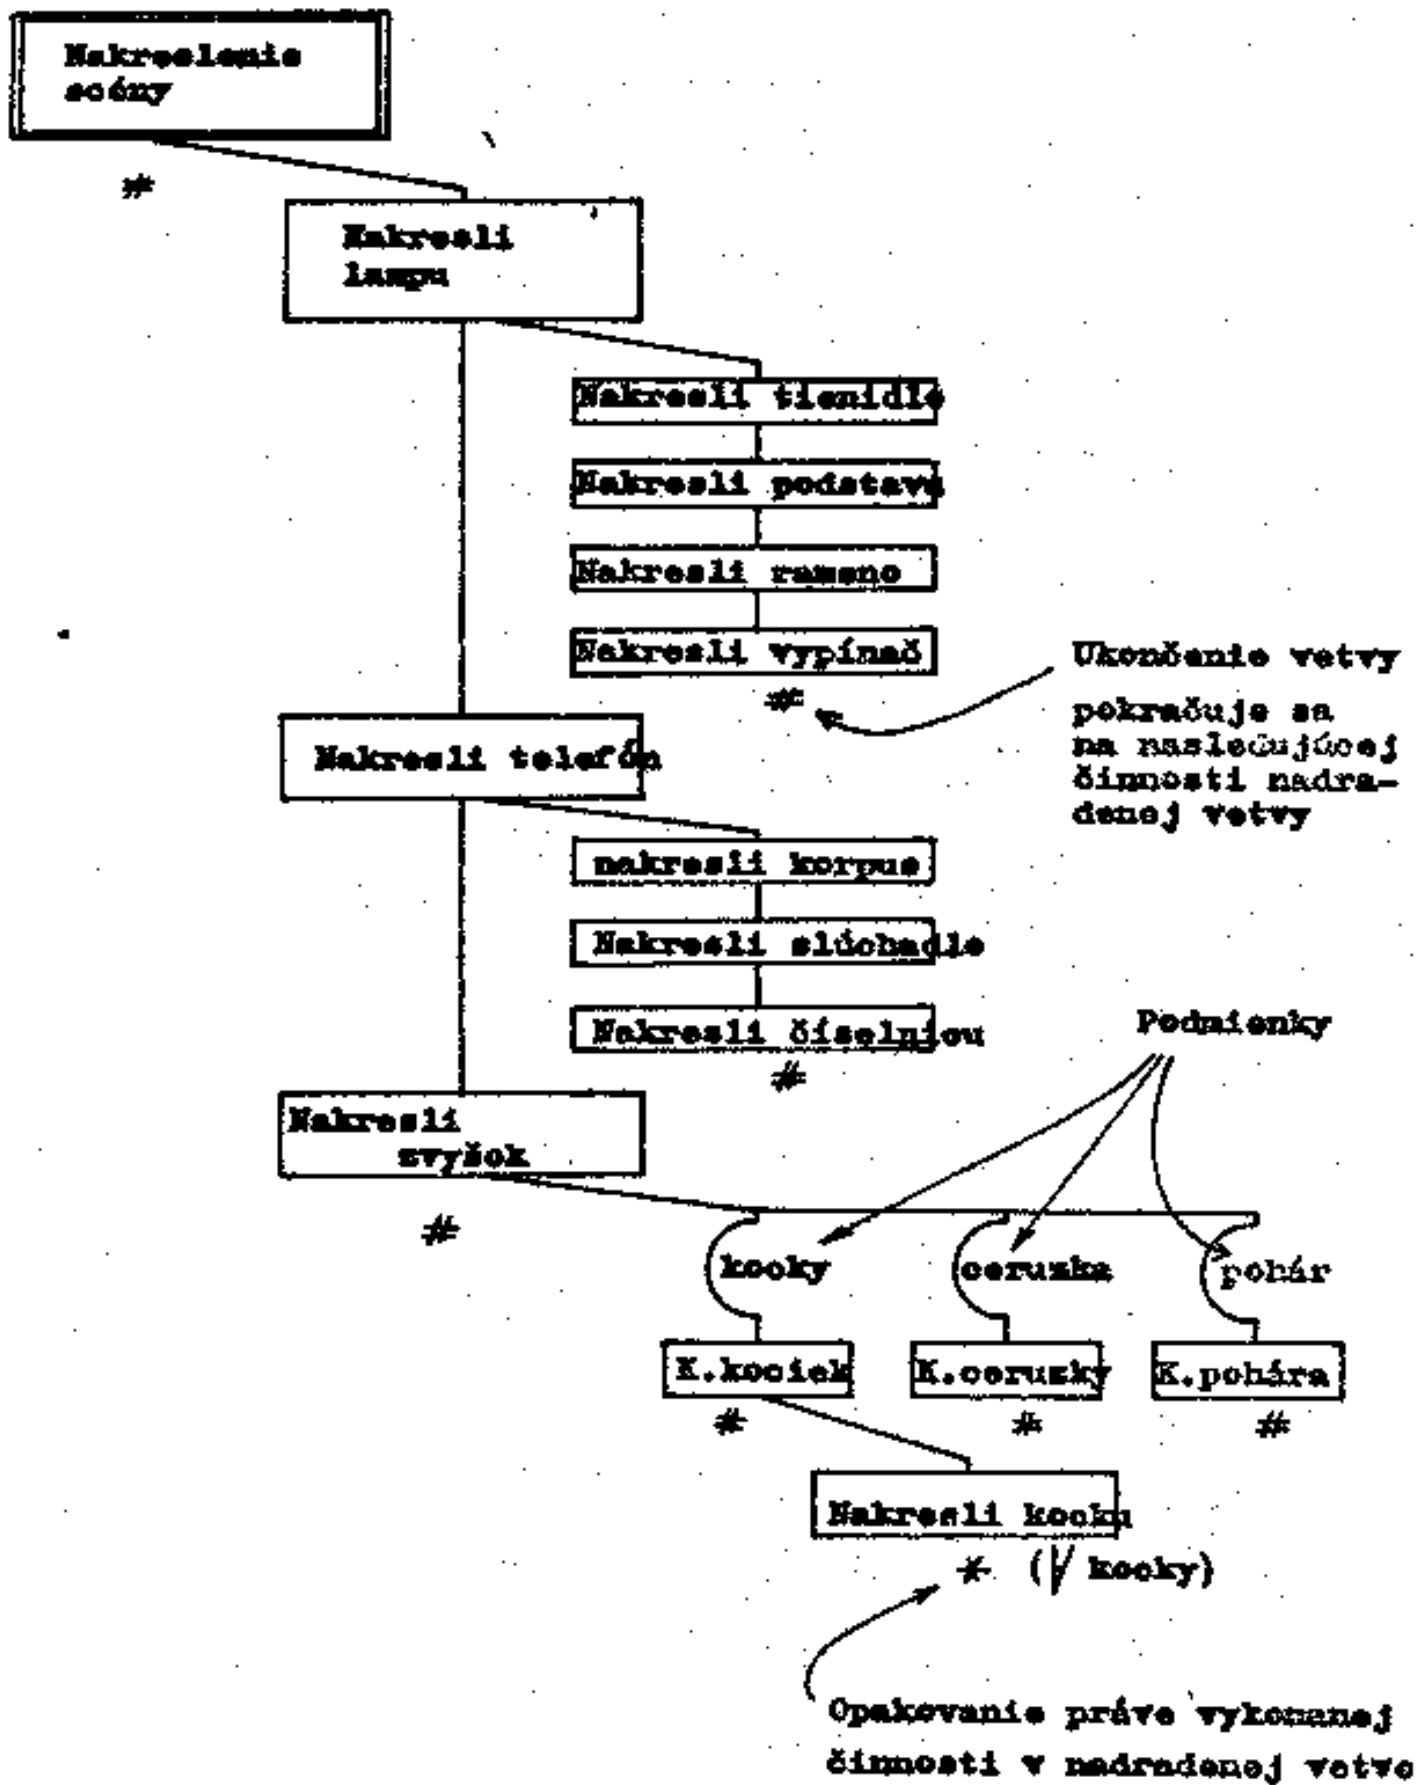 Nakreslenie
scény
#
Nakresli
lampu
Nakresli tienidlo
Nakresli podstavu
Nakresli rameno
Nakresli vypínač
#
Ukončenie vetvy
pokračuje sa
na nasledujúcej
činnosti nadra-
denej vetvy
Nakresli telefón
nakresli korpus
Nakresli slúchadlo
Nakresli číselnicu
#
Podmienky
Nakresli
zvyšok
#
kocky
ceruzka
pohár
K.kociek
K.ceruzky
K.pohára
#
#
#
Nakresli kocku
* (∀ kocky)
Opakovanie práve vykonanej
činnosti v nadradenej vetve